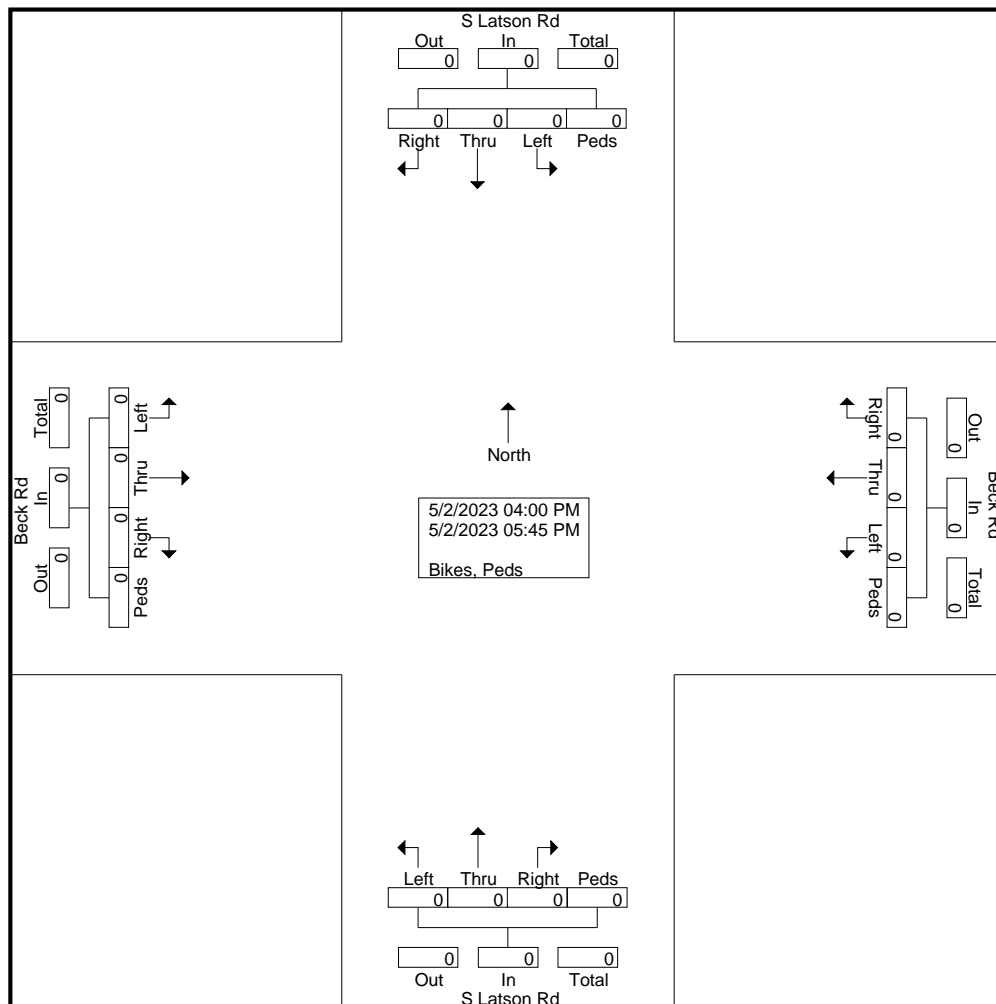 S Latson Rd
Out In Total
0 0 0
0 0 0 0
Right Thru Left Peds
Beck Rd
Total In Out
0 0 0
0 0 0 0
Left Thru Right Peds
North
5/2/2023 04:00 PM
5/2/2023 05:45 PM
Bikes, Peds
Right Thru Left Peds
0 0 0 0
Out In Total
0 0 0
Beck Rd
Left Thru Right Peds
0 0 0 0
0 0 0
Out In Total
S Latson Rd